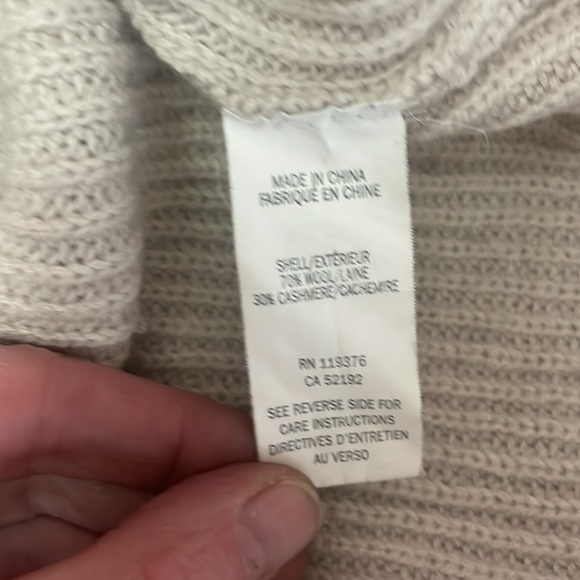 MADE IN CHINA
FABRIQUÉ EN CHINE
SHELL/EXTÉRIEUR
70% WOOL/LAINE
30% CASHMERE/CACHEMIRE
RN 119376
CA 52192
SEE REVERSE SIDE FOR
CARE INSTRUCTIONS
DIRECTIVES D'ENTRETIEN
AU VERSO